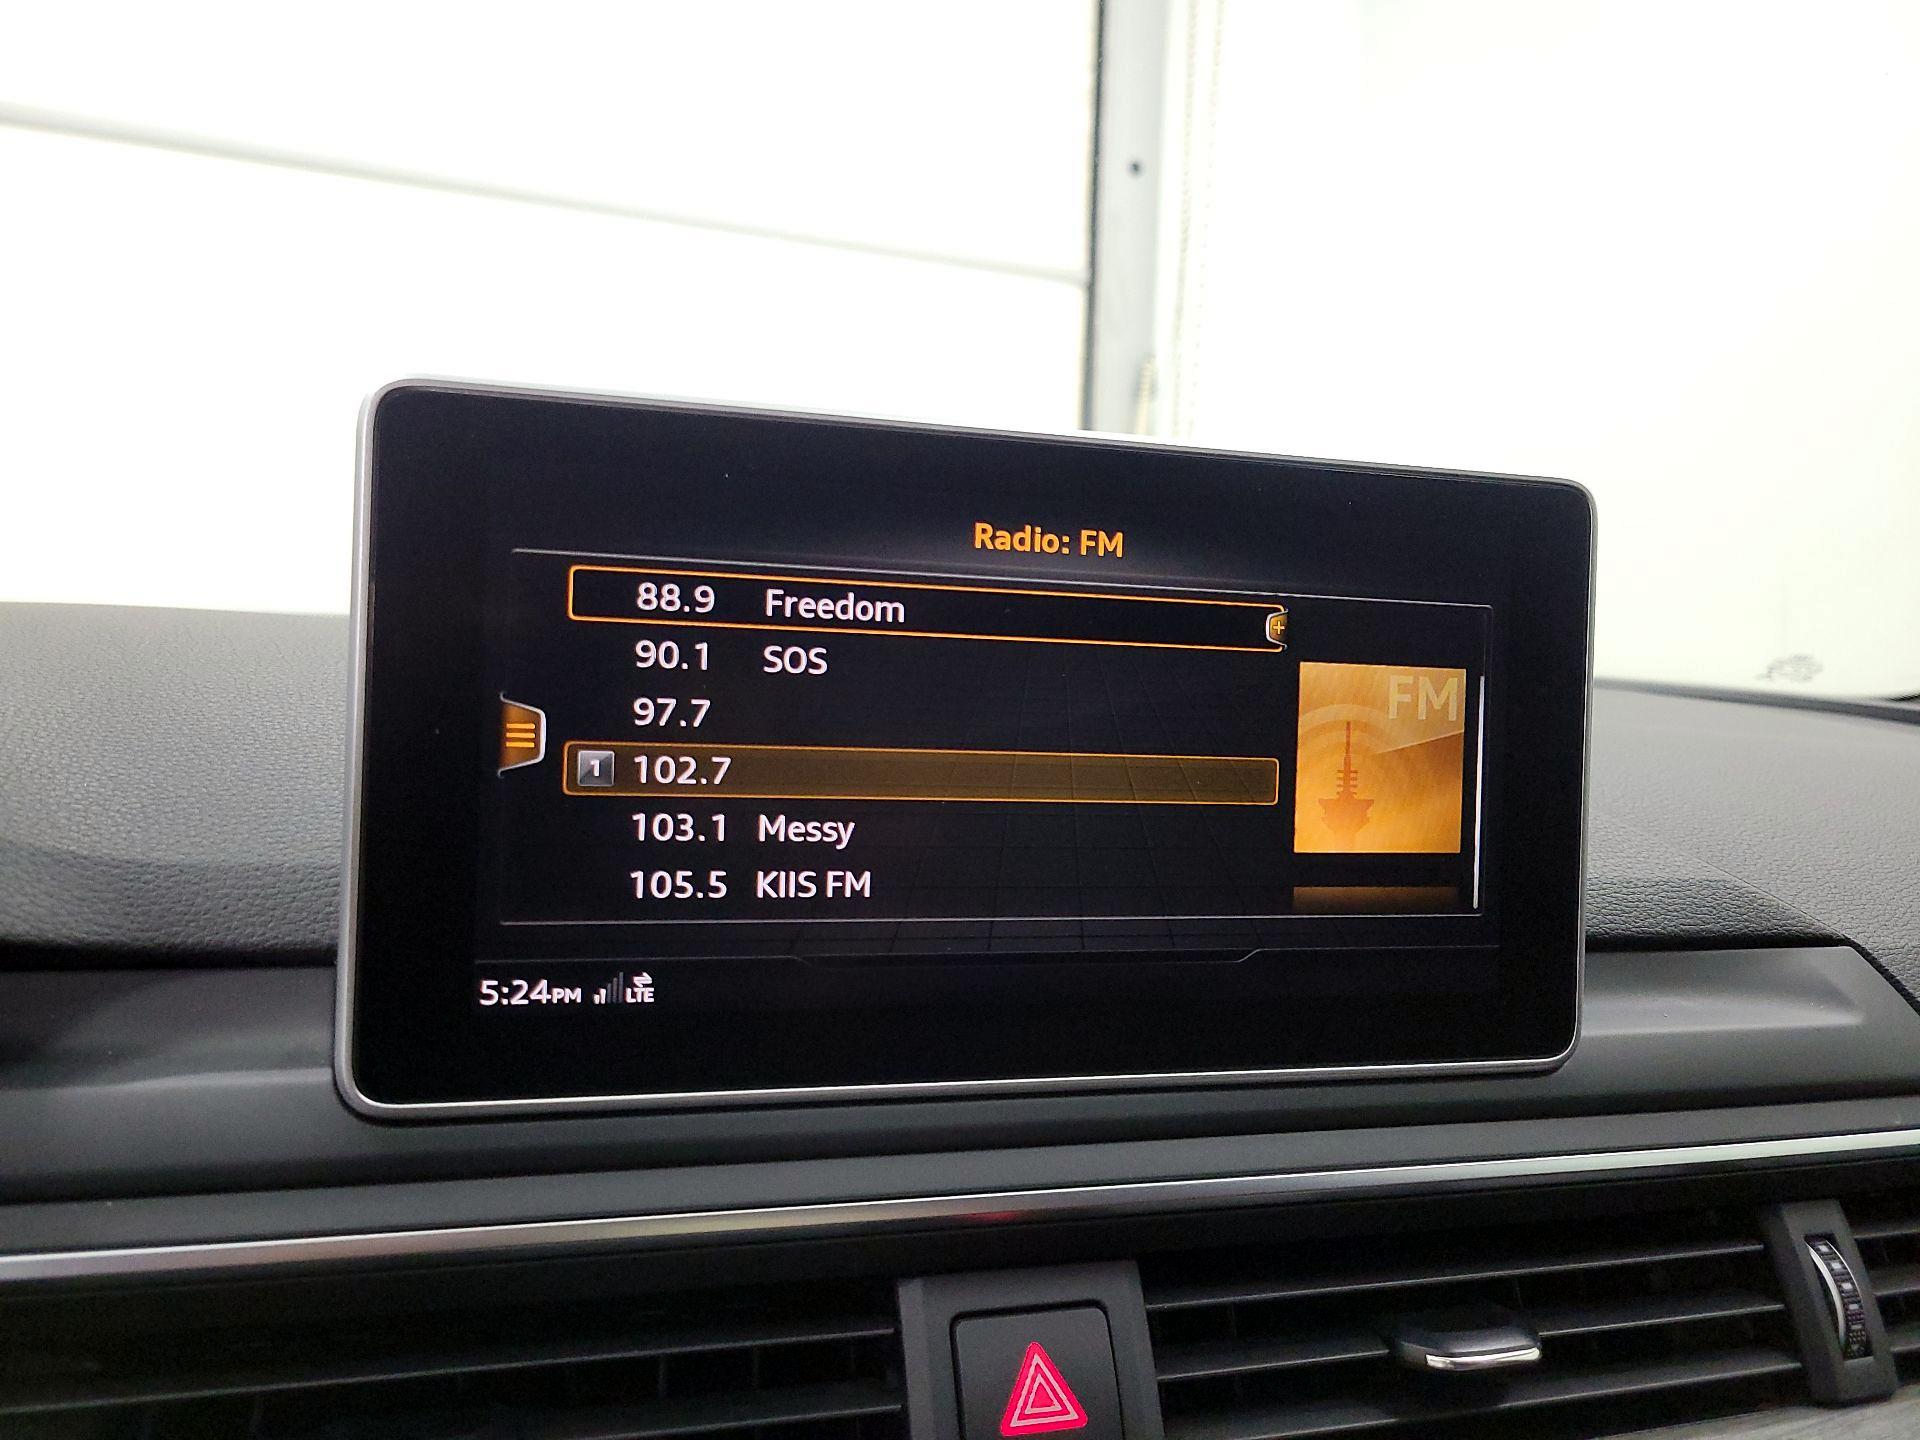 Radio: FM
88.9 Freedom
90.1 SOS
97.7
1 102.7
103.1 Messy
105.5 KIIS FM
FM
5:24PM LTE